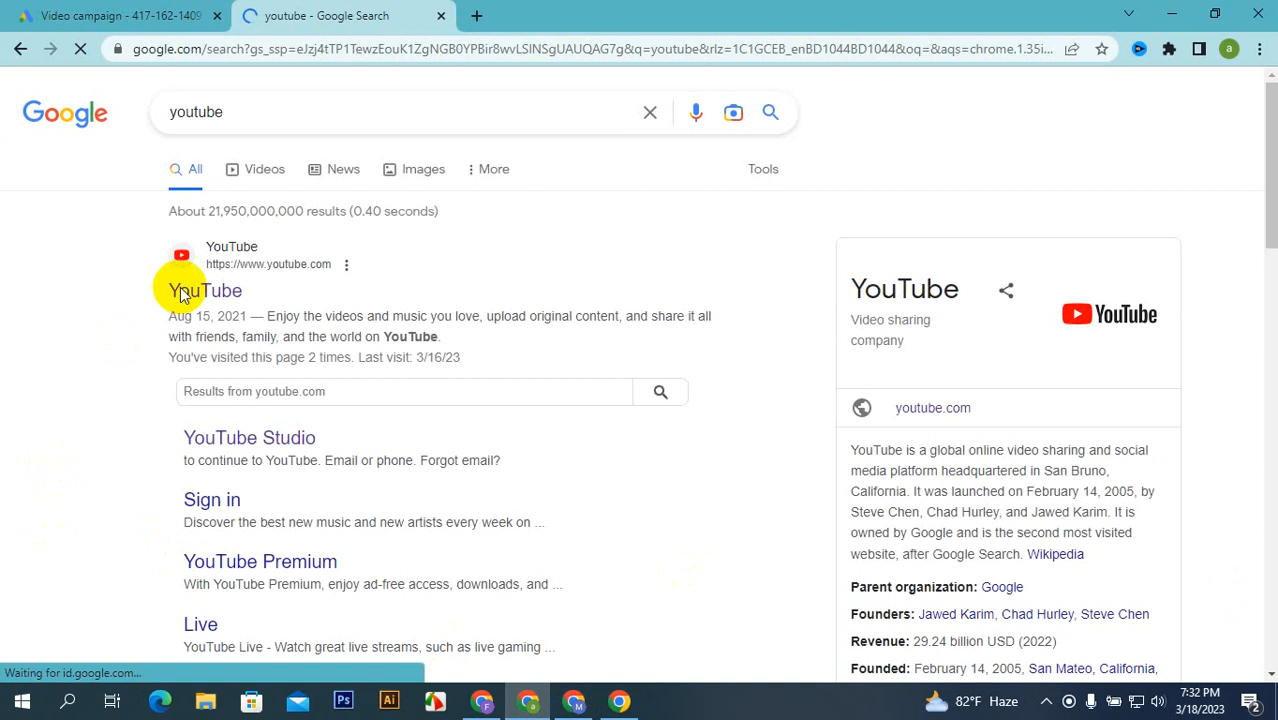 Video campaign - 417-162-1409
youtube - Google Search
google.com/search?gs_ssp=eJzj4tTP1TewzEouK1ZgNGB0YPBir8wvLSlNSgUAUQAG7g&q=youtube&rlz=1C1GCEB_enBD1044BD1044&oq=&aqs=chrome.1.35i...
a
Google
youtube
All
Videos
News
Images
More
Tools
About 21,950,000,000 results (0.40 seconds)
YouTube
https://www.youtube.com
YouTube
Aug 15, 2021 — Enjoy the videos and music you love, upload original content, and share it all
with friends, family, and the world on YouTube.
You've visited this page 2 times. Last visit: 3/16/23
Results from youtube.com
YouTube Studio
to continue to YouTube. Email or phone. Forgot email?
Sign in
Discover the best new music and new artists every week on ...
YouTube Premium
With YouTube Premium, enjoy ad-free access, downloads, and ...
Live
YouTube Live - Watch great live streams, such as live gaming ...
YouTube
Video sharing
company
YouTube
youtube.com
YouTube is a global online video sharing and social
media platform headquartered in San Bruno,
California. It was launched on February 14, 2005, by
Steve Chen, Chad Hurley, and Jawed Karim. It is
owned by Google and is the second most visited
website, after Google Search. Wikipedia
Parent organization: Google
Founders: Jawed Karim, Chad Hurley, Steve Chen
Revenue: 29.24 billion USD (2022)
Founded: February 14, 2005, San Mateo, California,
Waiting for id.google.com...
Ps
Ai
F
a
M
82°F Haze
7:32 PM
3/18/2023
2